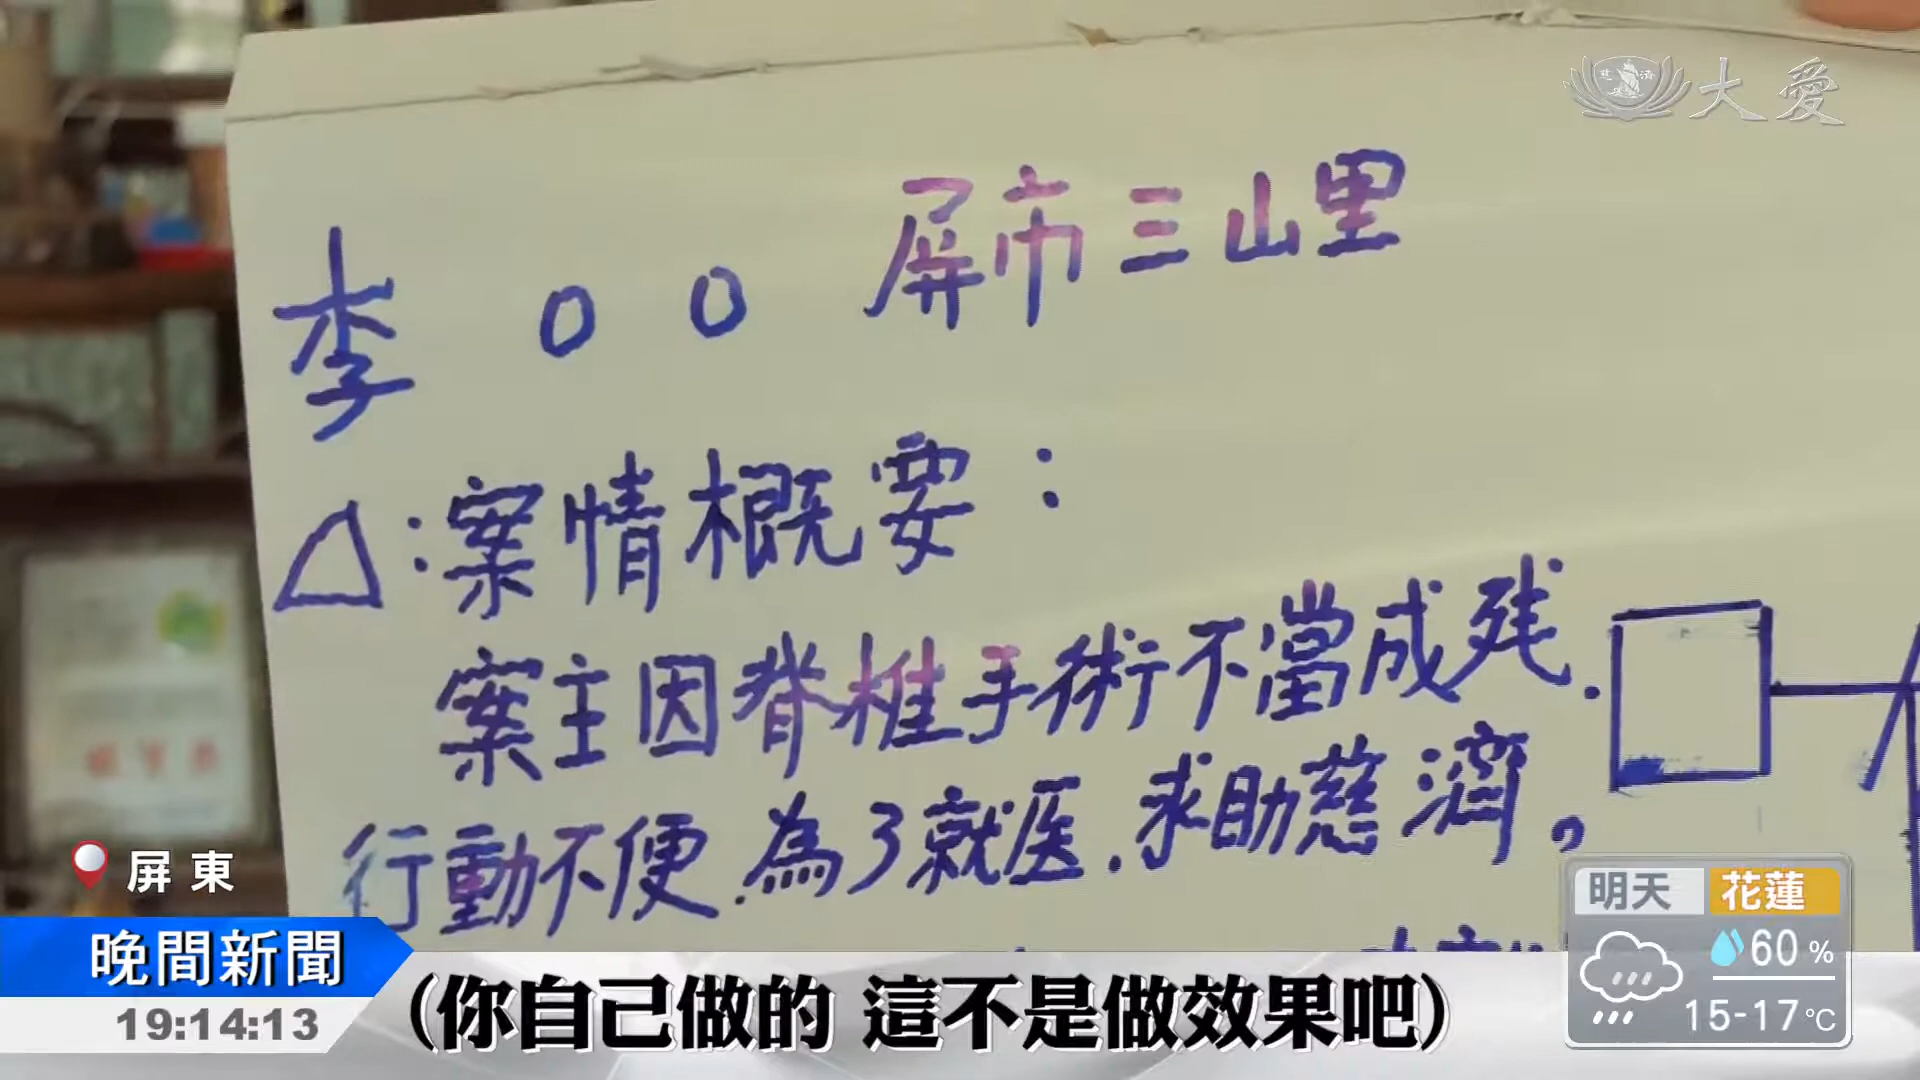 慈濟 大愛
李 O O 屏市三山里
△:案情概要:
案主因脊椎手術不當成残.
行動不便.為了就医.求助慈濟。
屏東
晚間新聞
19:14:13
(你自己做的 這不是做效果吧)
明天 花蓮
60 %
15-17°C